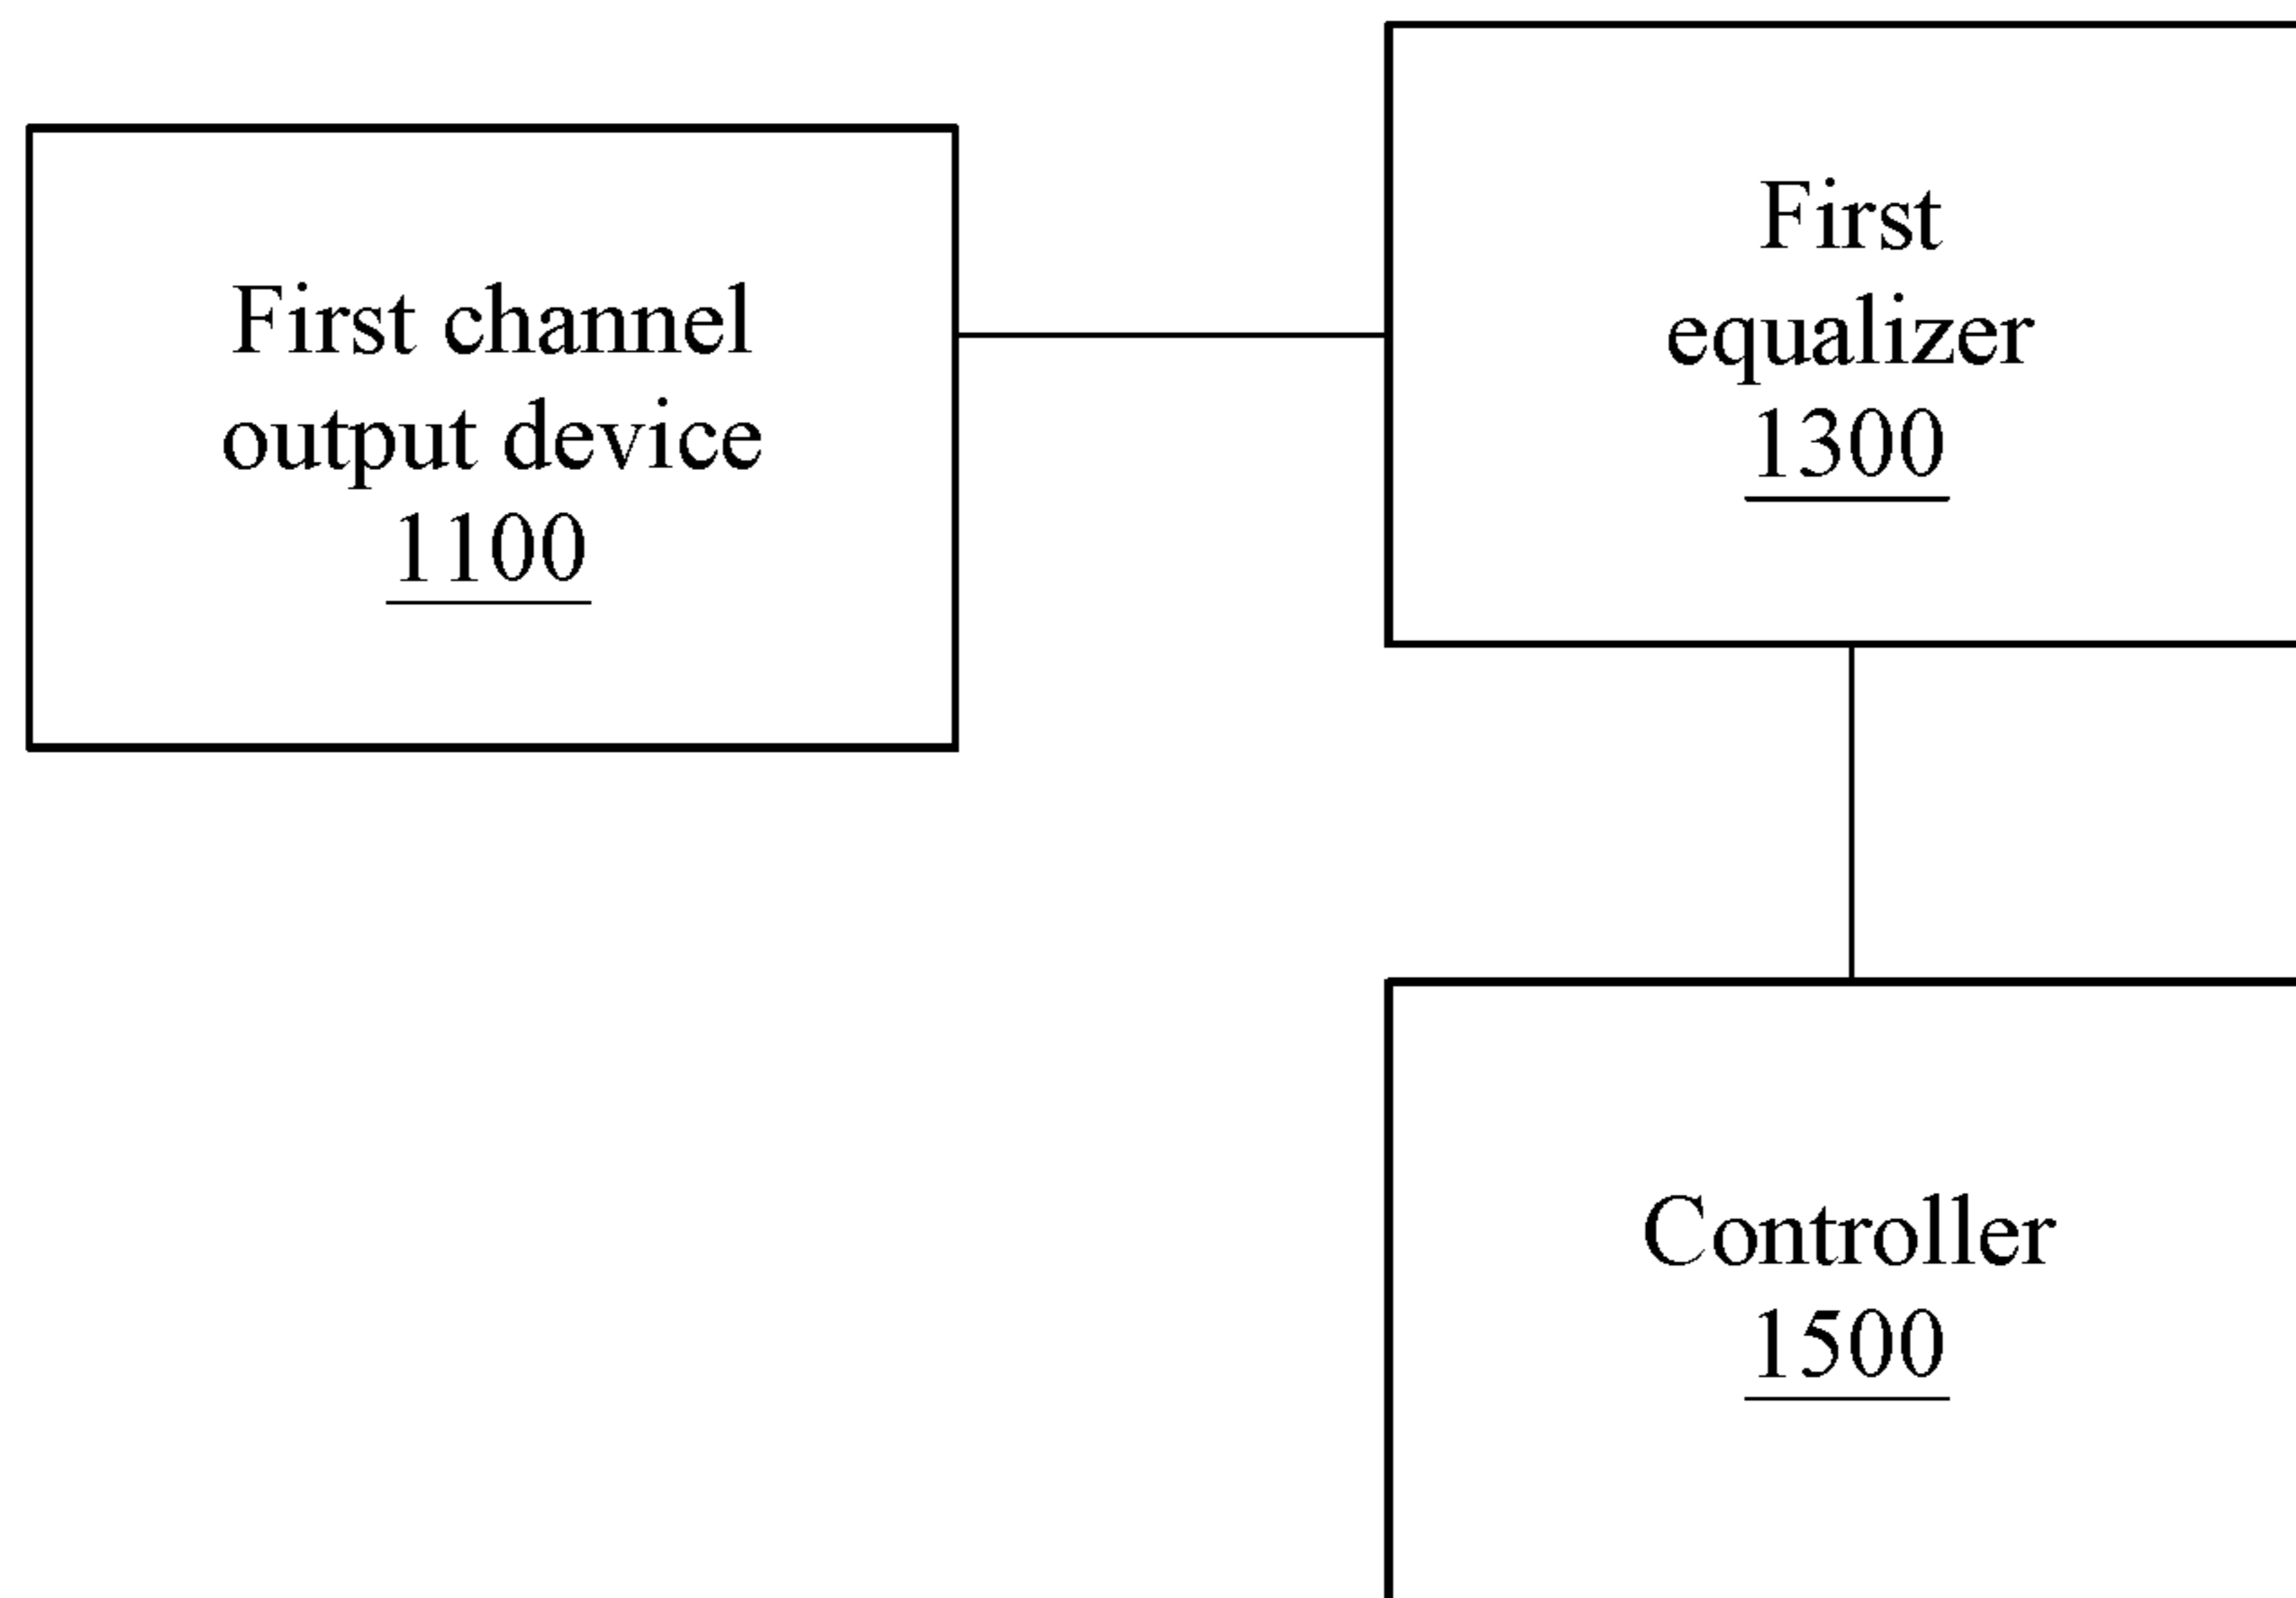 First channel
output device
1100
First
equalizer
1300
Controller
1500